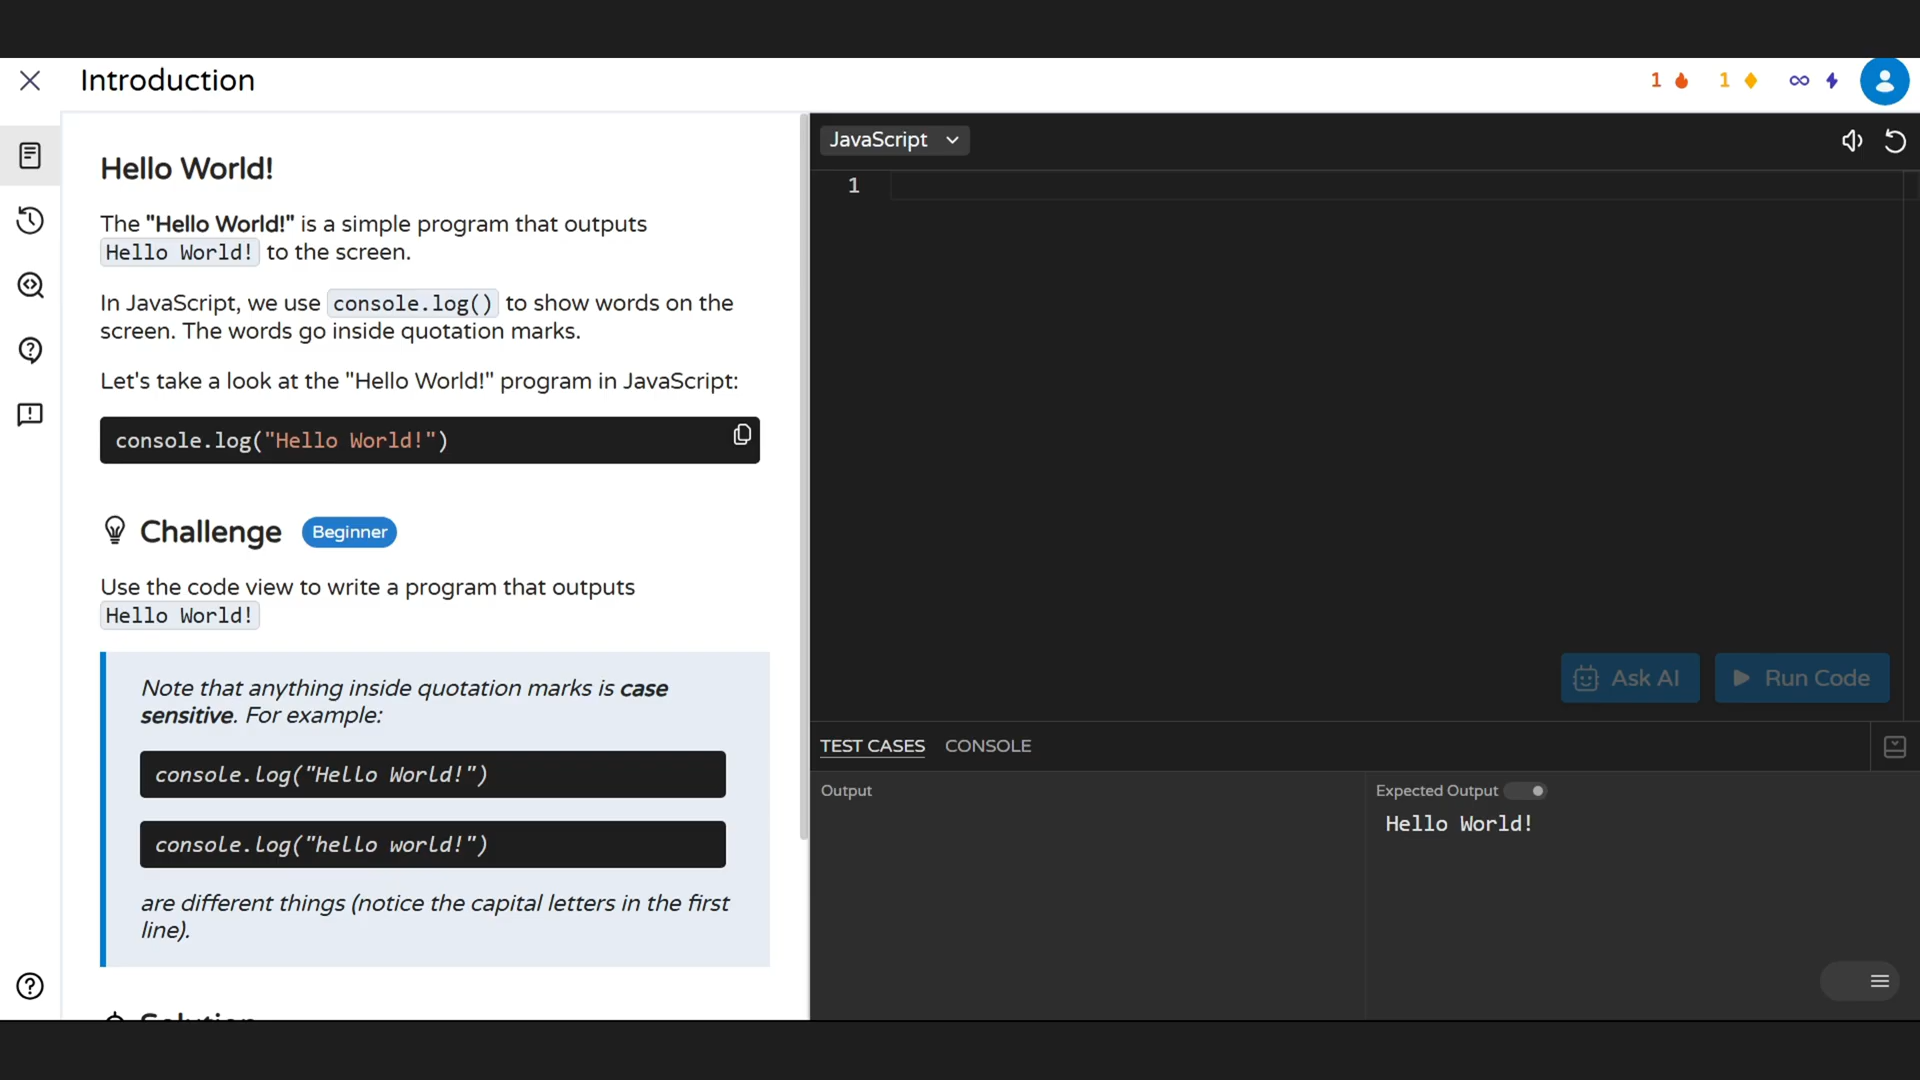 Introduction
1
1
∞
Hello World!
The "Hello World!" is a simple program that outputs
Hello World! to the screen.
In JavaScript, we use console.log() to show words on the
screen. The words go inside quotation marks.
Let's take a look at the "Hello World!" program in JavaScript:
console.log("Hello World!")
Challenge
Beginner
Use the code view to write a program that outputs
Hello World!
Note that anything inside quotation marks is case
sensitive. For example:
console.log("Hello World!")
console.log("hello world!")
are different things (notice the capital letters in the first
line).
Solution
JavaScript
1
Ask AI
Run Code
TEST CASES
CONSOLE
Output
Expected Output
Hello World!